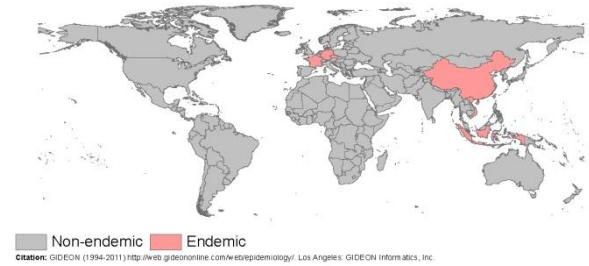 Non-endemic Endemic
Citation: GIDEON (1994-2011) http://web.gideononline.com/web/epidemiology/. Los Angeles: GIDEON Informatics, Inc.